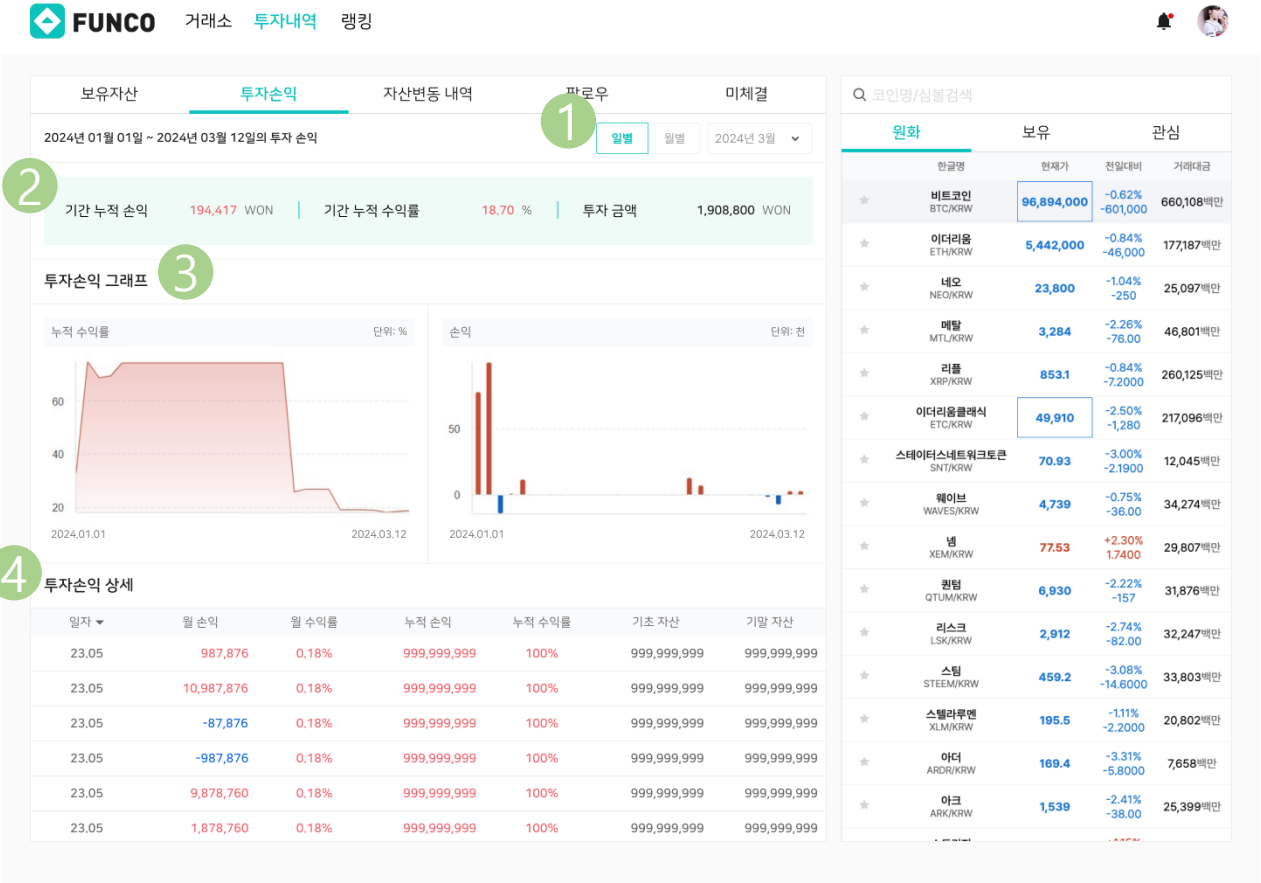 FUNCO 거래소 투자내역 랭킹
보유자산 투자손익 자산변동 내역 팔로우 미체결
1
2024년 01월 01일 ~ 2024년 03월 12일의 투자 손익 일별 월별 2024년 3월
2
기간 누적 손익 194,417 WON 기간 누적 수익률 18.70 % 투자 금액 1,908,800 WON
투자손익 그래프 3
누적 수익률 단위: %
60
40
20
2024.01.01 2024.03.12
손익 단위: 천
50
0
2024.01.01 2024.03.12
4
투자손익 상세
일자 월 손익 월 수익률 누적 손익 누적 수익률 기초 자산 기말 자산
23.05 987,876 0.18% 999,999,999 100% 999,999,999 999,999,999
23.05 10,987,876 0.18% 999,999,999 100% 999,999,999 999,999,999
23.05 -87,876 0.18% 999,999,999 100% 999,999,999 999,999,999
23.05 -987,876 0.18% 999,999,999 100% 999,999,999 999,999,999
23.05 9,878,760 0.18% 999,999,999 100% 999,999,999 999,999,999
23.05 1,878,760 0.18% 999,999,999 100% 999,999,999 999,999,999
코인명/심볼검색
원화 보유 관심
한글명 현재가 전일대비 거래대금
비트코인 96,894,000 -0.62% 660,108백만
BTC/KRW -601,000
이더리움 5,442,000 -0.84% 177,187백만
ETH/KRW -46,000
네오 23,800 -1.04% 25,097백만
NEO/KRW -250
메탈 3,284 -2.26% 46,801백만
MTL/KRW -76.00
리플 853.1 -0.84% 260,125백만
XRP/KRW -7.2000
이더리움클래식 49,910 -2.50% 217,096백만
ETC/KRW -1,280
스테이터스네트워크토큰 70.93 -3.00% 12,045백만
SNT/KRW -2.1900
웨이브 4,739 -0.75% 34,274백만
WAVES/KRW -36.00
넴 77.53 +2.30% 29,807백만
XEM/KRW 1.7400
퀀텀 6,930 -2.22% 31,876백만
QTUM/KRW -157
리스크 2,912 -2.74% 32,247백만
LSK/KRW -82.00
스팀 459.2 -3.08% 33,803백만
STEEM/KRW -14.6000
스텔라루멘 195.5 -1.11% 20,802백만
XLM/KRW -2.2000
아더 169.4 -3.31% 7,658백만
ARDR/KRW -5.8000
아크 1,539 -2.41% 25,399백만
ARK/KRW -38.00